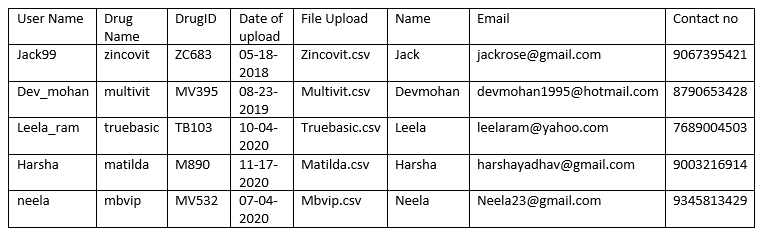 User Name Drug Name DrugID Date of upload File Upload Name Email Contact no
Jack99 zincovit ZC683 05-18-2018 Zincovit.csv Jack jackrose@gmail.com 9067395421
Dev_mohan multivit MV395 08-23-2019 Multivit.csv Devmohan devmohan1995@hotmail.com 8790653428
Leela_ram truebasic TB103 10-04-2020 Truebasic.csv Leela leelaram@yahoo.com 7689004503
Harsha matilda M890 11-17-2020 Matilda.csv Harsha harshayadhav@gmail.com 9003216914
neela mbvip MV532 07-04-2020 Mbvip.csv Neela Neela23@gmail.com 9345813429